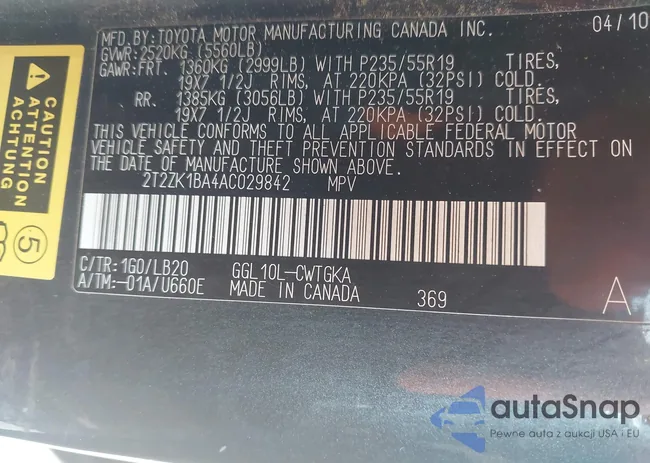 MFD.BY:TOYOTA MOTOR MANUFACTURING CANADA INC. 04/10
GVWR:2520KG (5560LB)
GAWR:FRT. 1360KG (2999LB) WITH P235/55R19 TIRES,
19X7 1/2J RIMS, AT 220KPA (32PSI) COLD.
RR. 1385KG (3056LB) WITH P235/55R19 TIRES,
19X7 1/2J RIMS, AT 220KPA (32PSI) COLD.
THIS VEHICLE CONFORMS TO ALL APPLICABLE FEDERAL MOTOR
VEHICLE SAFETY AND THEFT PREVENTION STANDARDS IN EFFECT ON
THE DATE OF MANUFACTURE SHOWN ABOVE.
2T2ZK1BA4AC029842 MPV
C/TR:1G0/LB20 GGL10L-CWTGKA
A/TM:-01A/U660E MADE IN CANADA 369 A
CAUTION
ATTENTION
ACHTUNG
5
autaSnap
Pewne auta z aukcji USA i EU